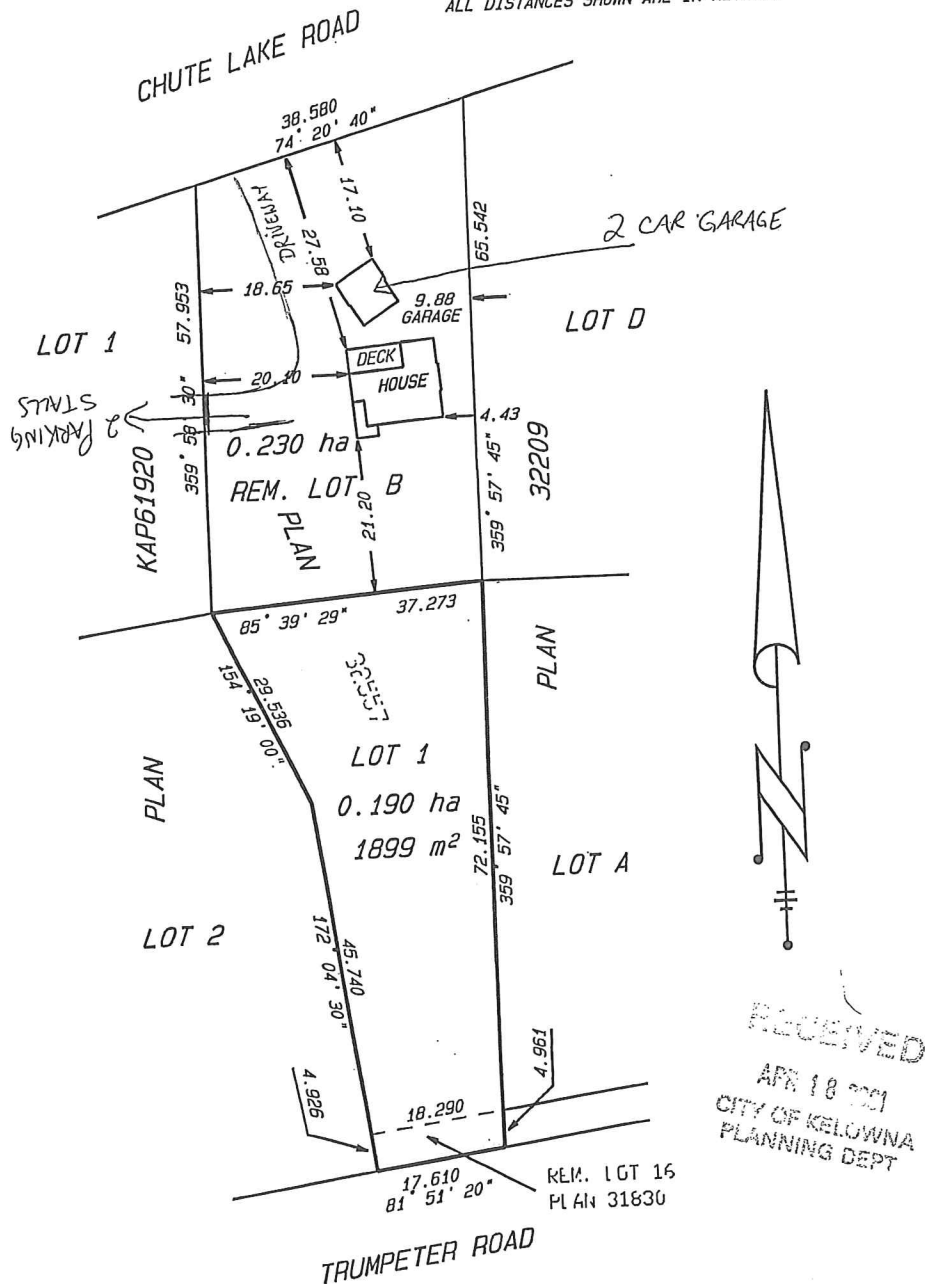 ALL DISTANCES SHOWN ARE IN
CHUTE LAKE ROAD
38.580
74° 20' 40"
DRIVEWAY
27.58
17.10
65.542
2 CAR GARAGE
57.953
18.65
9.88
GARAGE
LOT 1
LOT D
DECK
HOUSE
20.10
4.43
2 PARKING
STALLS
359° 58' 30"
KAP61920
0.230 ha
REM. LOT B
PLAN
21.12
359° 57' 45"
32209
85° 39' 29"
37.273
29.536
154° 19' 00"
PLAN
LOT 1
0.190 ha
1899 m²
PLAN
72.155
359° 57' 45"
LOT A
LOT 2
45.740
172° 04' 30"
N
4.926
4.961
18.290
17.610
81° 51' 20"
REM. LOT 16
PLAN 31830
TRUMPETER ROAD
RECEIVED
APR 18
CITY OF KELOWNA
PLANNING DEPT